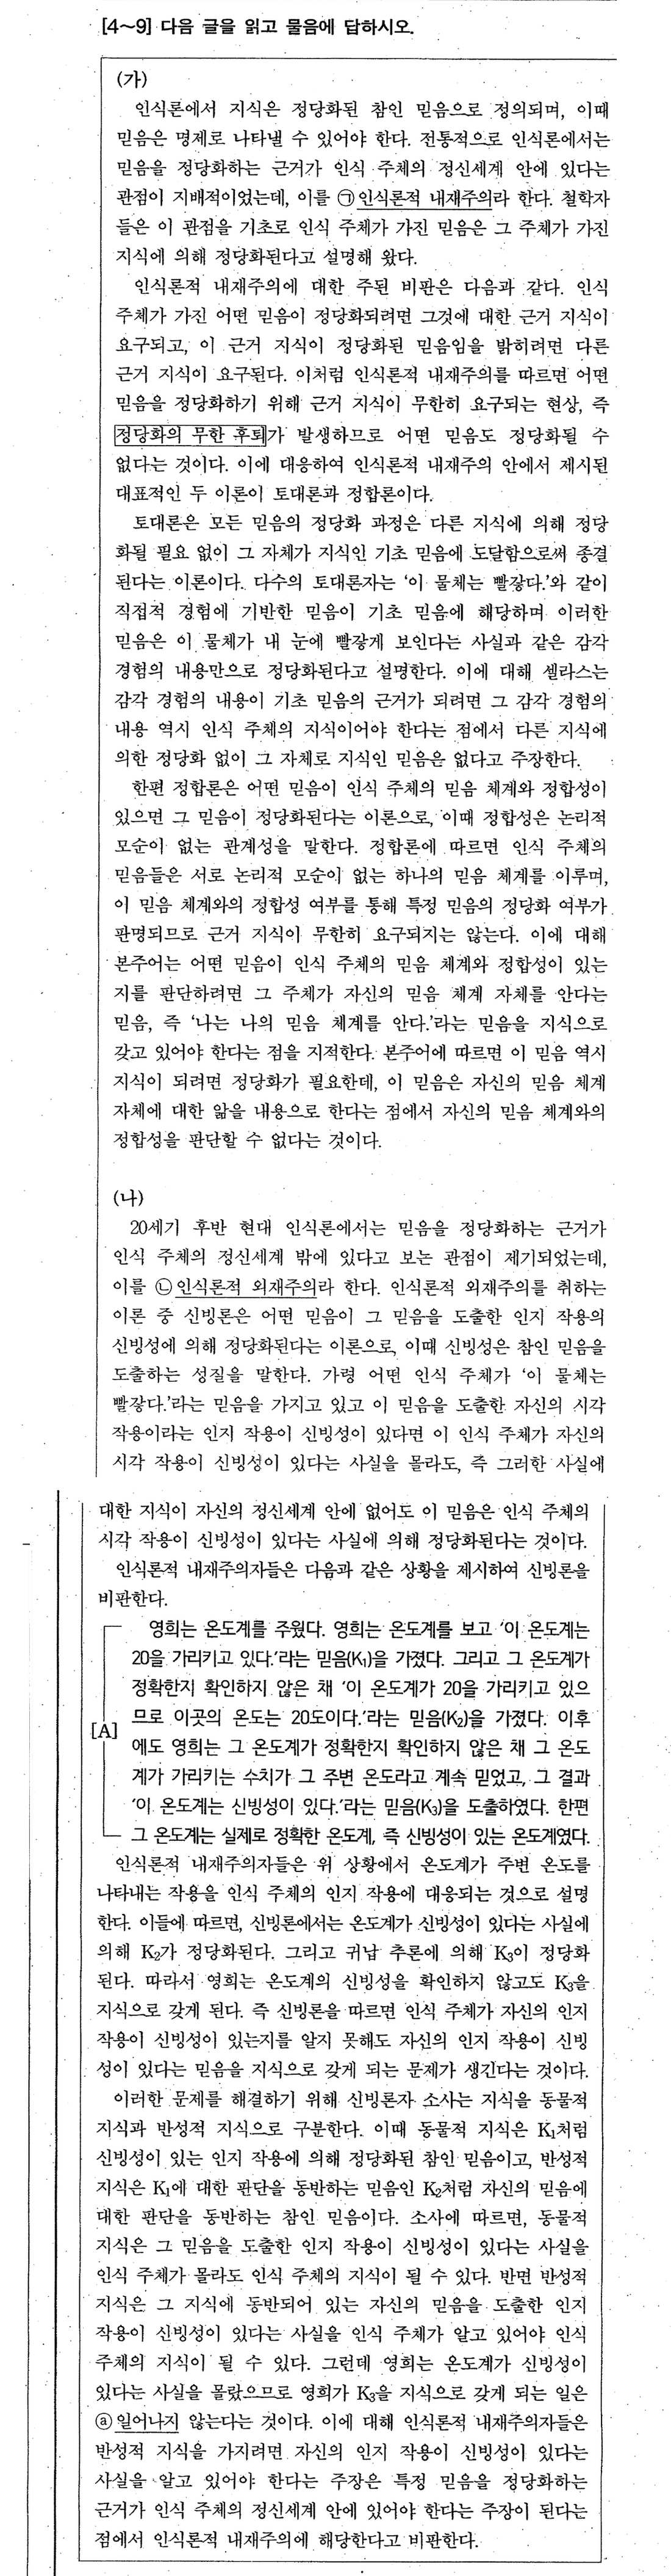 [4~9] 다음 글을 읽고 물음에 답하시오.
(가)
인식론에서 지식은 정당화된 참인 믿음으로 정의되며, 이때
믿음은 명제로 나타낼 수 있어야 한다. 전통적으로 인식론에서는
믿음을 정당화하는 근거가 인식 주체의 정신세계 안에 있다는
관점이 지배적이었는데, 이를 ㉠인식론적 내재주의라 한다. 철학자
들은 이 관점을 기초로 인식 주체가 가진 믿음은 그 주체가 가진
지식에 의해 정당화된다고 설명해 왔다.
인식론적 내재주의에 대한 주된 비판은 다음과 같다. 인식
주체가 가진 어떤 믿음이 정당화되려면 그것에 대한 근거 지식이
요구되고, 이 근거 지식이 정당화된 믿음임을 밝히려면 다른
근거 지식이 요구된다. 이처럼 인식론적 내재주의를 따르면 어떤
믿음을 정당화하기 위해 근거 지식이 무한히 요구되는 현상, 즉
정당화의 무한 후퇴가 발생하므로 어떤 믿음도 정당화될 수
없다는 것이다. 이에 대응하여 인식론적 내재주의 안에서 제시된
대표적인 두 이론이 토대론과 정합론이다.
토대론은 모든 믿음의 정당화 과정은 다른 지식에 의해 정당
화될 필요 없이 그 자체가 지식인 기초 믿음에 도달함으로써 종결
된다는 이론이다. 다수의 토대론자는 '이 물체는 빨갛다.'와 같이
직접적 경험에 기반한 믿음이 기초 믿음에 해당하며 이러한
믿음은 이 물체가 내 눈에 빨갛게 보인다는 사실과 같은 감각
경험의 내용만으로 정당화된다고 설명한다. 이에 대해 셀라스는
감각 경험의 내용이 기초 믿음의 근거가 되려면 그 감각 경험의
내용 역시 인식 주체의 지식이어야 한다는 점에서 다른 지식에
의한 정당화 없이 그 자체로 지식인 믿음은 없다고 주장한다.
한편 정합론은 어떤 믿음이 인식 주체의 믿음 체계와 정합성이
있으면 그 믿음이 정당화된다는 이론으로, 이때 정합성은 논리적
모순이 없는 관계성을 말한다. 정합론에 따르면 인식 주체의
믿음들은 서로 논리적 모순이 없는 하나의 믿음 체계를 이루며,
이 믿음 체계와의 정합성 여부를 통해 특정 믿음의 정당화 여부가
판명되므로 근거 지식이 무한히 요구되지는 않는다. 이에 대해
본주어는 어떤 믿음이 인식 주체의 믿음 체계와 정합성이 있는
지를 판단하려면 그 주체가 자신의 믿음 체계 자체를 안다는
믿음, 즉 '나는 나의 믿음 체계를 안다.'라는 믿음을 지식으로
갖고 있어야 한다는 점을 지적한다. 본주어에 따르면 이 믿음 역시
지식이 되려면 정당화가 필요한데, 이 믿음은 자신의 믿음 체계
자체에 대한 앎을 내용으로 한다는 점에서 자신의 믿음 체계와의
정합성을 판단할 수 없다는 것이다.
(나)
20세기 후반 현대 인식론에서는 믿음을 정당화하는 근거가
인식 주체의 정신세계 밖에 있다고 보는 관점이 제기되었는데,
이를 ㉡인식론적 외재주의라 한다. 인식론적 외재주의를 취하는
이론 중 신빙론은 어떤 믿음이 그 믿음을 도출한 인지 작용의
신빙성에 의해 정당화된다는 이론으로, 이때 신빙성은 참인 믿음을
도출하는 성질을 말한다. 가령 어떤 인식 주체가 '이 물체는
빨갛다.'라는 믿음을 가지고 있고 이 믿음을 도출한 자신의 시각
작용이라는 인지 작용이 신빙성이 있다면 이 인식 주체가 자신의
시각 작용이 신빙성이 있다는 사실을 몰라도, 즉 그러한 사실에
대한 지식이 자신의 정신세계 안에 없어도 이 믿음은 인식 주체의
시각 작용이 신빙성이 있다는 사실에 의해 정당화된다는 것이다.
인식론적 내재주의자들은 다음과 같은 상황을 제시하여 신빙론을
비판한다.
영희는 온도계를 주웠다. 영희는 온도계를 보고 '이 온도계는
20을 가리키고 있다.'라는 믿음(K₁)을 가졌다. 그리고 그 온도계가
정확한지 확인하지 않은 채 '이 온도계가 20을 가리키고 있으
므로 이곳의 온도는 20도이다.'라는 믿음(K₂)을 가졌다. 이후
[A] 에도 영희는 그 온도계가 정확한지 확인하지 않은 채 그 온도
계가 가리키는 수치가 그 주변 온도라고 계속 믿었고, 그 결과
'이 온도계는 신빙성이 있다.'라는 믿음(K₃)을 도출하였다. 한편
그 온도계는 실제로 정확한 온도계, 즉 신빙성이 있는 온도계였다.
인식론적 내재주의자들은 위 상황에서 온도계가 주변 온도를
나타내는 작용을 인식 주체의 인지 작용에 대응되는 것으로 설명
한다. 이들에 따르면, 신빙론에서는 온도계가 신빙성이 있다는 사실에
의해 K₂가 정당화된다. 그리고 귀납 추론에 의해 K₃이 정당화
된다. 따라서 영희는 온도계의 신빙성을 확인하지 않고도 K₃을
지식으로 갖게 된다. 즉 신빙론을 따르면 인식 주체가 자신의 인지
작용이 신빙성이 있는지를 알지 못해도 자신의 인지 작용이 신빙
성이 있다는 믿음을 지식으로 갖게 되는 문제가 생긴다는 것이다.
이러한 문제를 해결하기 위해 신빙론자 소사는 지식을 동물적
지식과 반성적 지식으로 구분한다. 이때 동물적 지식은 K₁처럼
신빙성이 있는 인지 작용에 의해 정당화된 참인 믿음이고, 반성적
지식은 K₁에 대한 판단을 동반하는 믿음인 K₂처럼 자신의 믿음에
대한 판단을 동반하는 참인 믿음이다. 소사에 따르면, 동물적
지식은 그 믿음을 도출한 인지 작용이 신빙성이 있다는 사실을
인식 주체가 몰라도 인식 주체의 지식이 될 수 있다. 반면 반성적
지식은 그 지식에 동반되어 있는 자신의 믿음을 도출한 인지
작용이 신빙성이 있다는 사실을 인식 주체가 알고 있어야 인식
주체의 지식이 될 수 있다. 그런데 영희는 온도계가 신빙성이
있다는 사실을 몰랐으므로 영희가 K₃을 지식으로 갖게 되는 일은
ⓐ일어나지 않는다는 것이다. 이에 대해 인식론적 내재주의자들은
반성적 지식을 가지려면 자신의 인지 작용이 신빙성이 있다는
사실을 알고 있어야 한다는 주장은 특정 믿음을 정당화하는
근거가 인식 주체의 정신세계 안에 있어야 한다는 주장이 된다는
점에서 인식론적 내재주의에 해당한다고 비판한다.